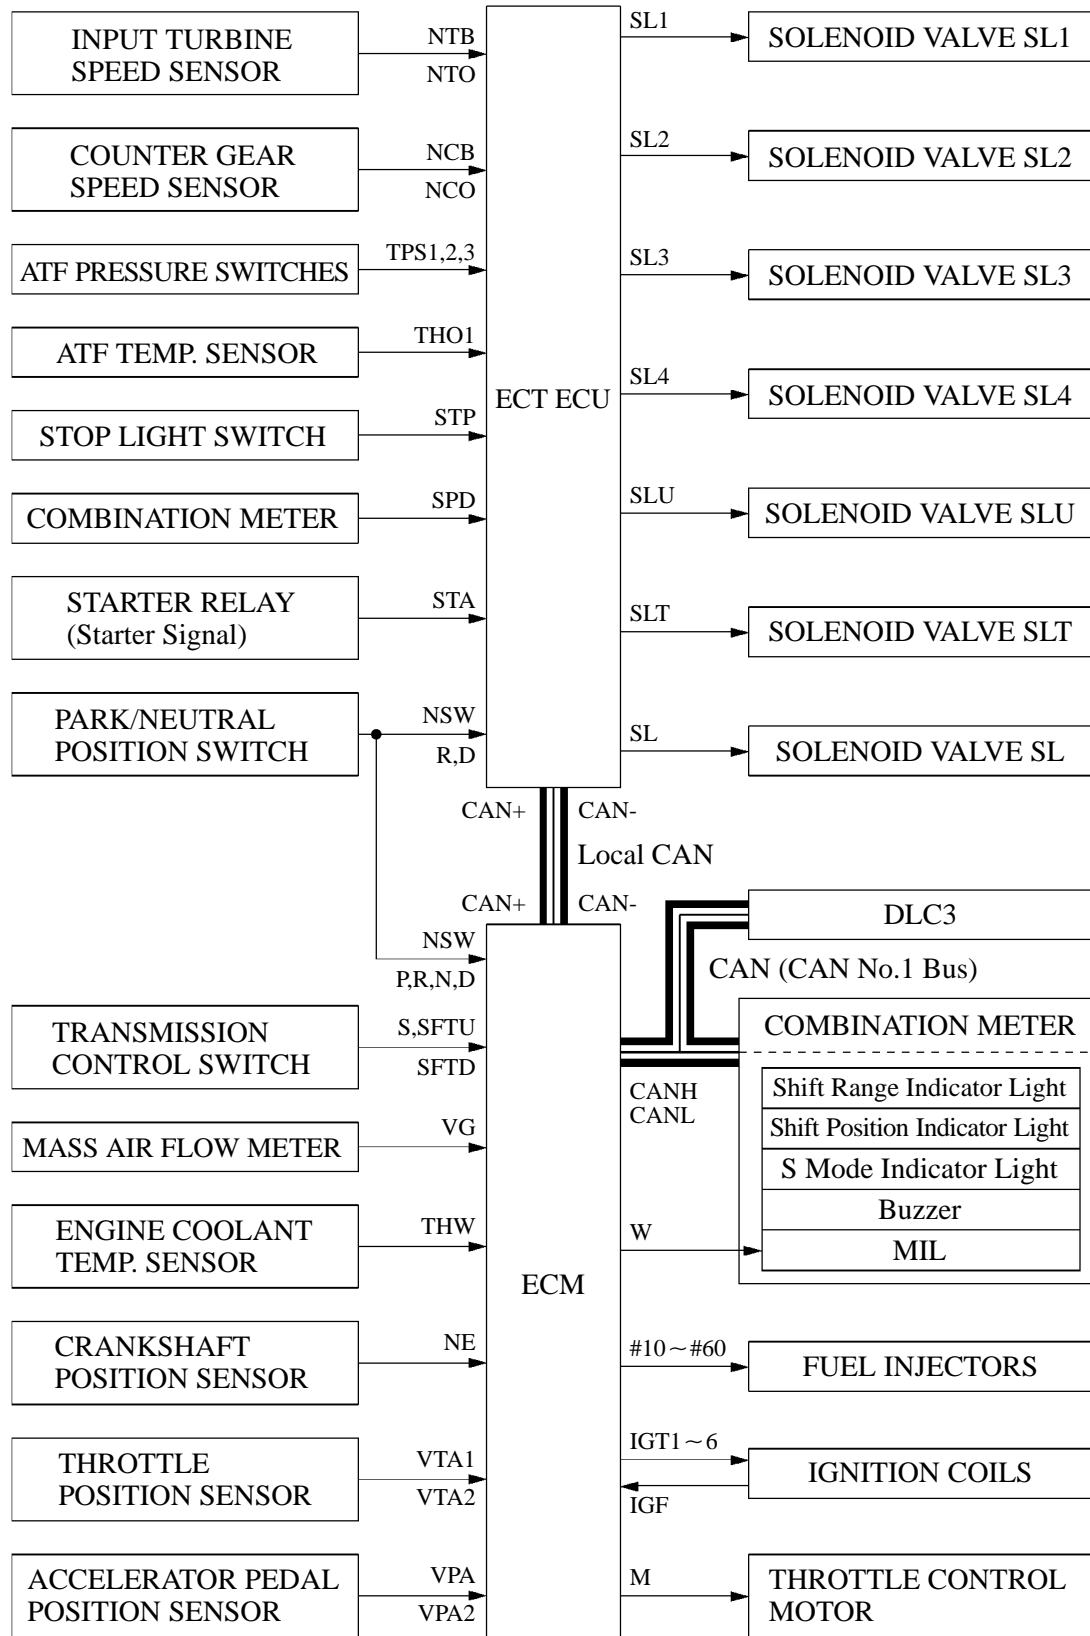 INPUT TURBINE
SPEED SENSOR
NTB
NTO
SL1
SOLENOID VALVE SL1
COUNTER GEAR
SPEED SENSOR
NCB
NCO
SL2
SOLENOID VALVE SL2
ATF PRESSURE SWITCHES
TPS1,2,3
SL3
SOLENOID VALVE SL3
ATF TEMP. SENSOR
THO1
ECT ECU
SL4
SOLENOID VALVE SL4
STOP LIGHT SWITCH
STP
COMBINATION METER
SPD
SLU
SOLENOID VALVE SLU
STARTER RELAY
(Starter Signal)
STA
SLT
SOLENOID VALVE SLT
PARK/NEUTRAL
POSITION SWITCH
NSW
R,D
SL
SOLENOID VALVE SL
CAN+
CAN-
Local CAN
CAN+
CAN-
DLC3
CAN (CAN No.1 Bus)
NSW
P,R,N,D
TRANSMISSION
CONTROL SWITCH
S,SFTU
SFTD
COMBINATION METER
CANH
CANL
Shift Range Indicator Light
Shift Position Indicator Light
S Mode Indicator Light
Buzzer
MIL
MASS AIR FLOW METER
VG
ENGINE COOLANT
TEMP. SENSOR
THW
W
ECM
CRANKSHAFT
POSITION SENSOR
NE
#10~#60
FUEL INJECTORS
THROTTLE
POSITION SENSOR
VTA1
VTA2
IGT1~6
IGF
IGNITION COILS
ACCELERATOR PEDAL
POSITION SENSOR
VPA
VPA2
M
THROTTLE CONTROL
MOTOR